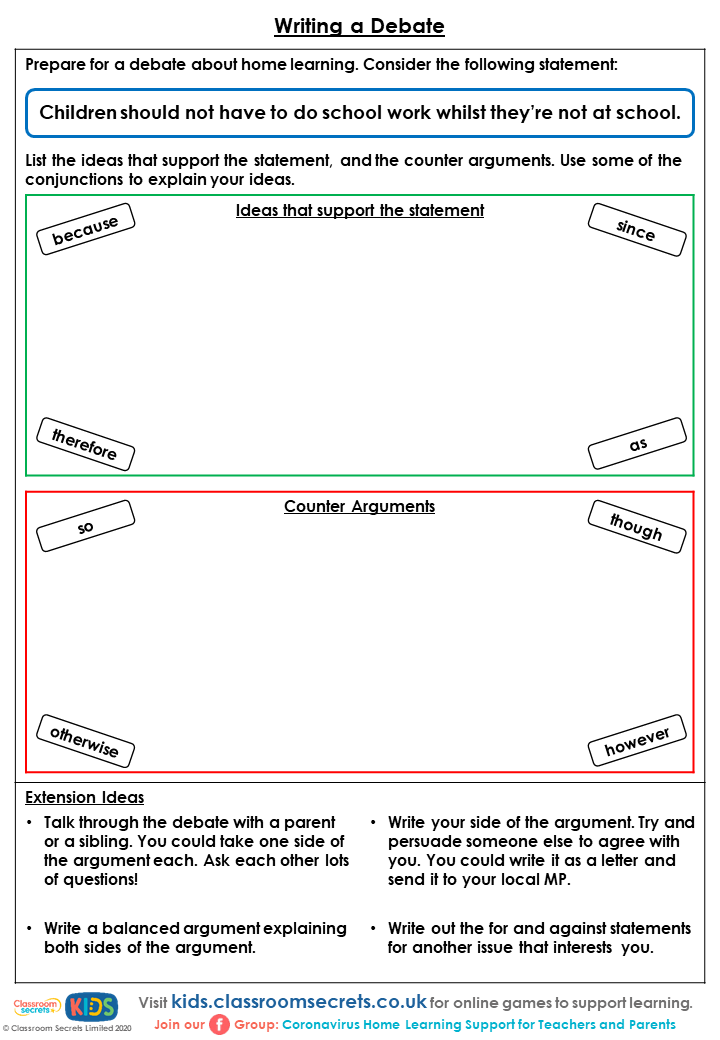 Writing a Debate
Prepare for a debate about home learning. Consider the following statement:
Children should not have to do school work whilst they're not at school.
List the ideas that support the statement, and the counter arguments. Use some of the
conjunctions to explain your ideas.
Ideas that support the statement
because
since
therefore
as
Counter Arguments
so
though
otherwise
however
Extension Ideas
• Talk through the debate with a parent
or a sibling. You could take one side of
the argument each. Ask each other lots
of questions!
• Write a balanced argument explaining
both sides of the argument.
• Write your side of the argument. Try and
persuade someone else to agree with
you. You could write it as a letter and
send it to your local MP.
• Write out the for and against statements
for another issue that interests you.
Classroom
Secrets
KIDS
© Classroom Secrets Limited 2020
Visit kids.classroomsecrets.co.uk for online games to support learning.
Join our f Group: Coronavirus Home Learning Support for Teachers and Parents